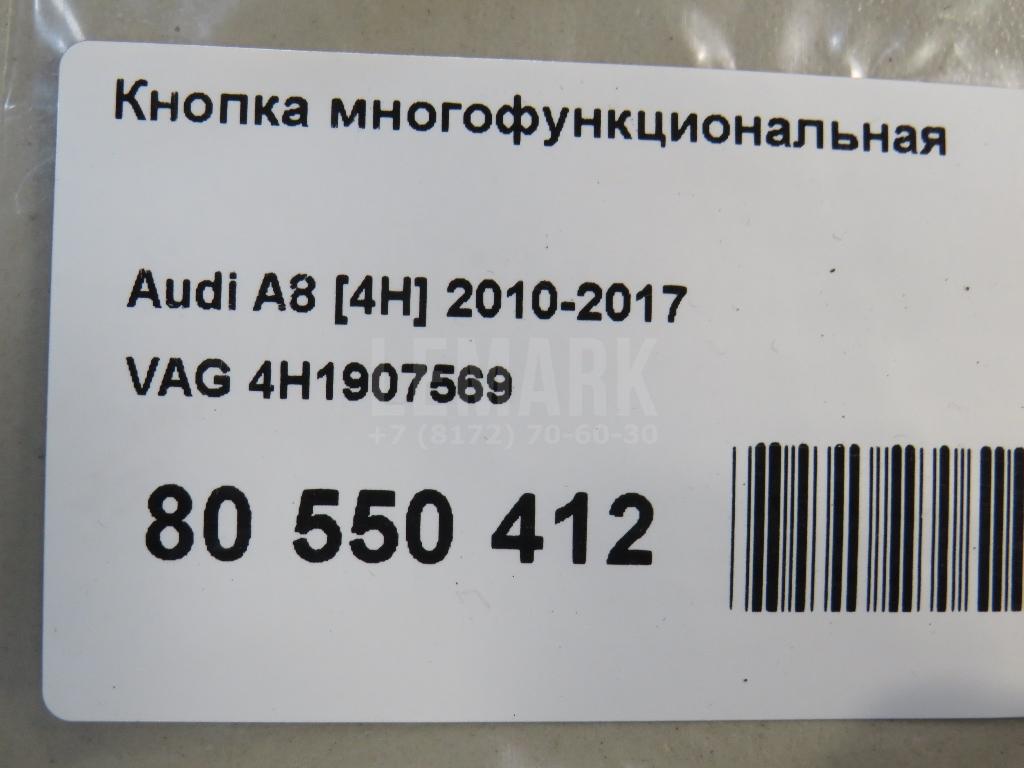 Кнопка многофункциональная
Audi A8 [4H] 2010-2017
VAG 4H1907569
LEMARK
+7 (8172) 70-60-30
80 550 412